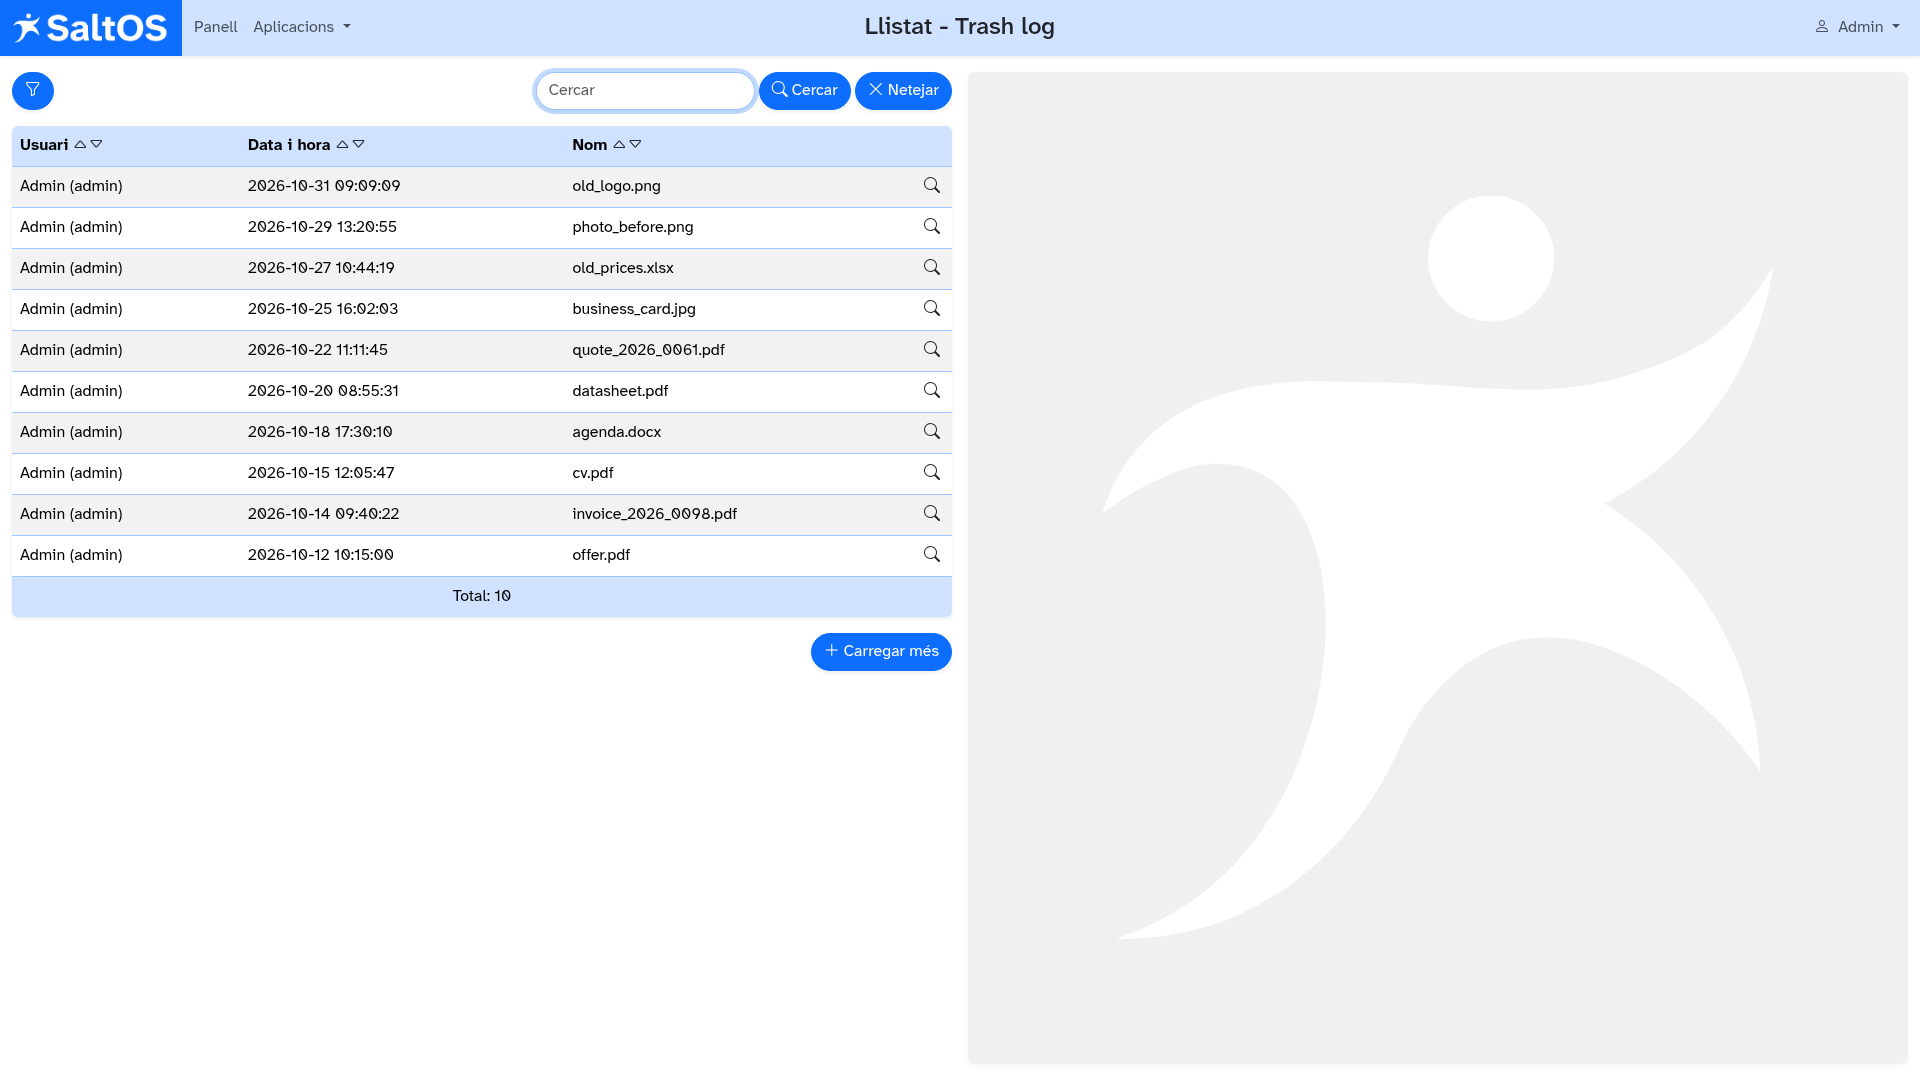 SaltOS Panell Aplicacions Llistat - Trash log Admin
Cercar Cercar Netejar
Usuari Data i hora Nom
Admin (admin) 2026-10-31 09:09:09 old_logo.png
Admin (admin) 2026-10-29 13:20:55 photo_before.png
Admin (admin) 2026-10-27 10:44:19 old_prices.xlsx
Admin (admin) 2026-10-25 16:02:03 business_card.jpg
Admin (admin) 2026-10-22 11:11:45 quote_2026_0061.pdf
Admin (admin) 2026-10-20 08:55:31 datasheet.pdf
Admin (admin) 2026-10-18 17:30:10 agenda.docx
Admin (admin) 2026-10-15 12:05:47 cv.pdf
Admin (admin) 2026-10-14 09:40:22 invoice_2026_0098.pdf
Admin (admin) 2026-10-12 10:15:00 offer.pdf
Total: 10
Carregar més